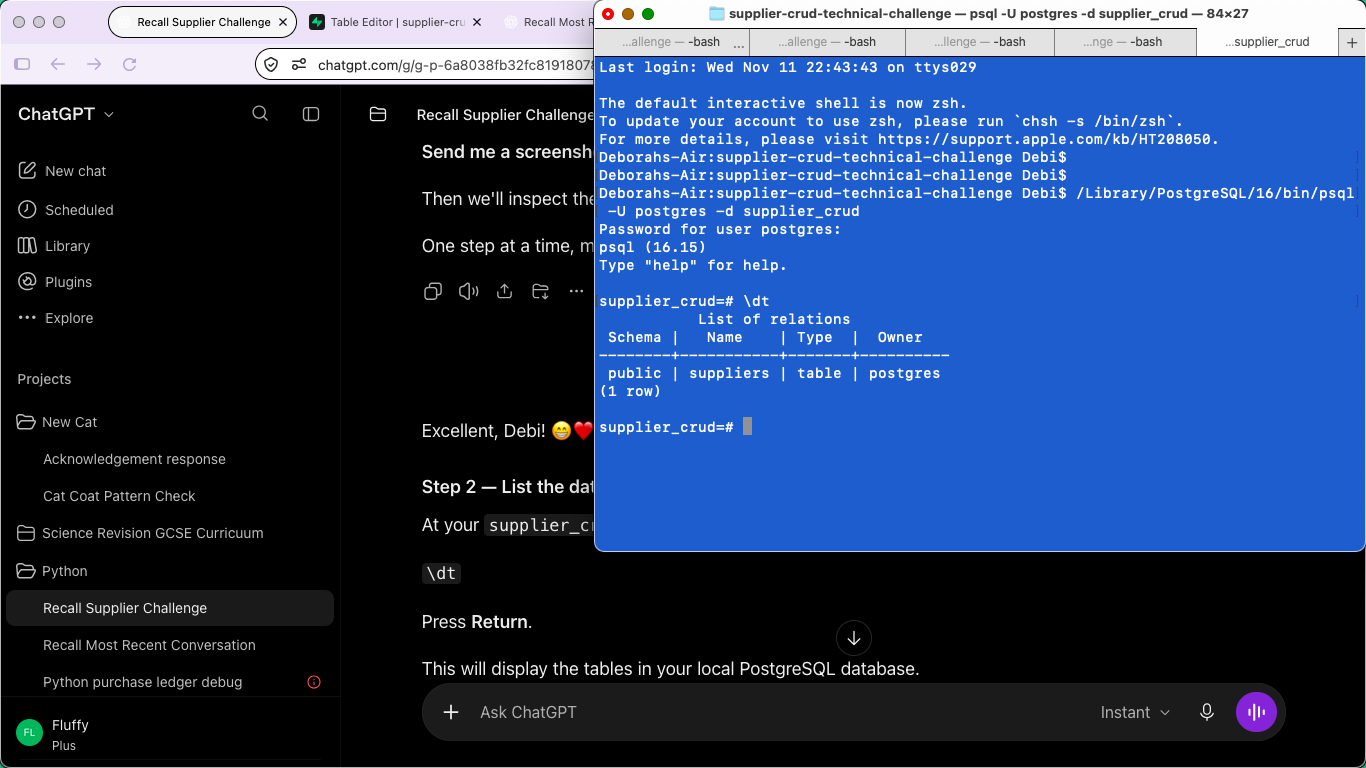 Recall Supplier Challenge
Table Editor | supplier-cru
Recall Most R
chatgpt.com/g/g-p-6a8038fb32fc8191807
ChatGPT
New chat
Scheduled
Library
Plugins
Explore
Projects
New Cat
Acknowledgement response
Cat Coat Pattern Check
Science Revision GCSE Curricuum
Python
Recall Supplier Challenge
Recall Most Recent Conversation
Python purchase ledger debug
FL
Fluffy
Plus
Recall Supplier Challenge
Send me a screensh
Then we'll inspect the
One step at a time, m
Excellent, Debi! 😁❤️
Step 2 — List the dat
At your supplier_cr
\dt
Press Return.
This will display the tables in your local PostgreSQL database.
Ask ChatGPT
Instant
supplier-crud-technical-challenge — psql -U postgres -d supplier_crud — 84×27
...allenge — -bash ...
...allenge — -bash
...llenge — -bash
...nge — -bash
...supplier_crud
Last login: Wed Nov 11 22:43:43 on ttys029
The default interactive shell is now zsh.
To update your account to use zsh, please run `chsh -s /bin/zsh`.
For more details, please visit https://support.apple.com/kb/HT208050.
Deborahs-Air:supplier-crud-technical-challenge Debi$
Deborahs-Air:supplier-crud-technical-challenge Debi$
Deborahs-Air:supplier-crud-technical-challenge Debi$ /Library/PostgreSQL/16/bin/psql
-U postgres -d supplier_crud
Password for user postgres:
psql (16.15)
Type "help" for help.
supplier_crud=# \dt
List of relations
Schema | Name | Type | Owner
--------+-----------+-------+----------
public | suppliers | table | postgres
(1 row)
supplier_crud=#